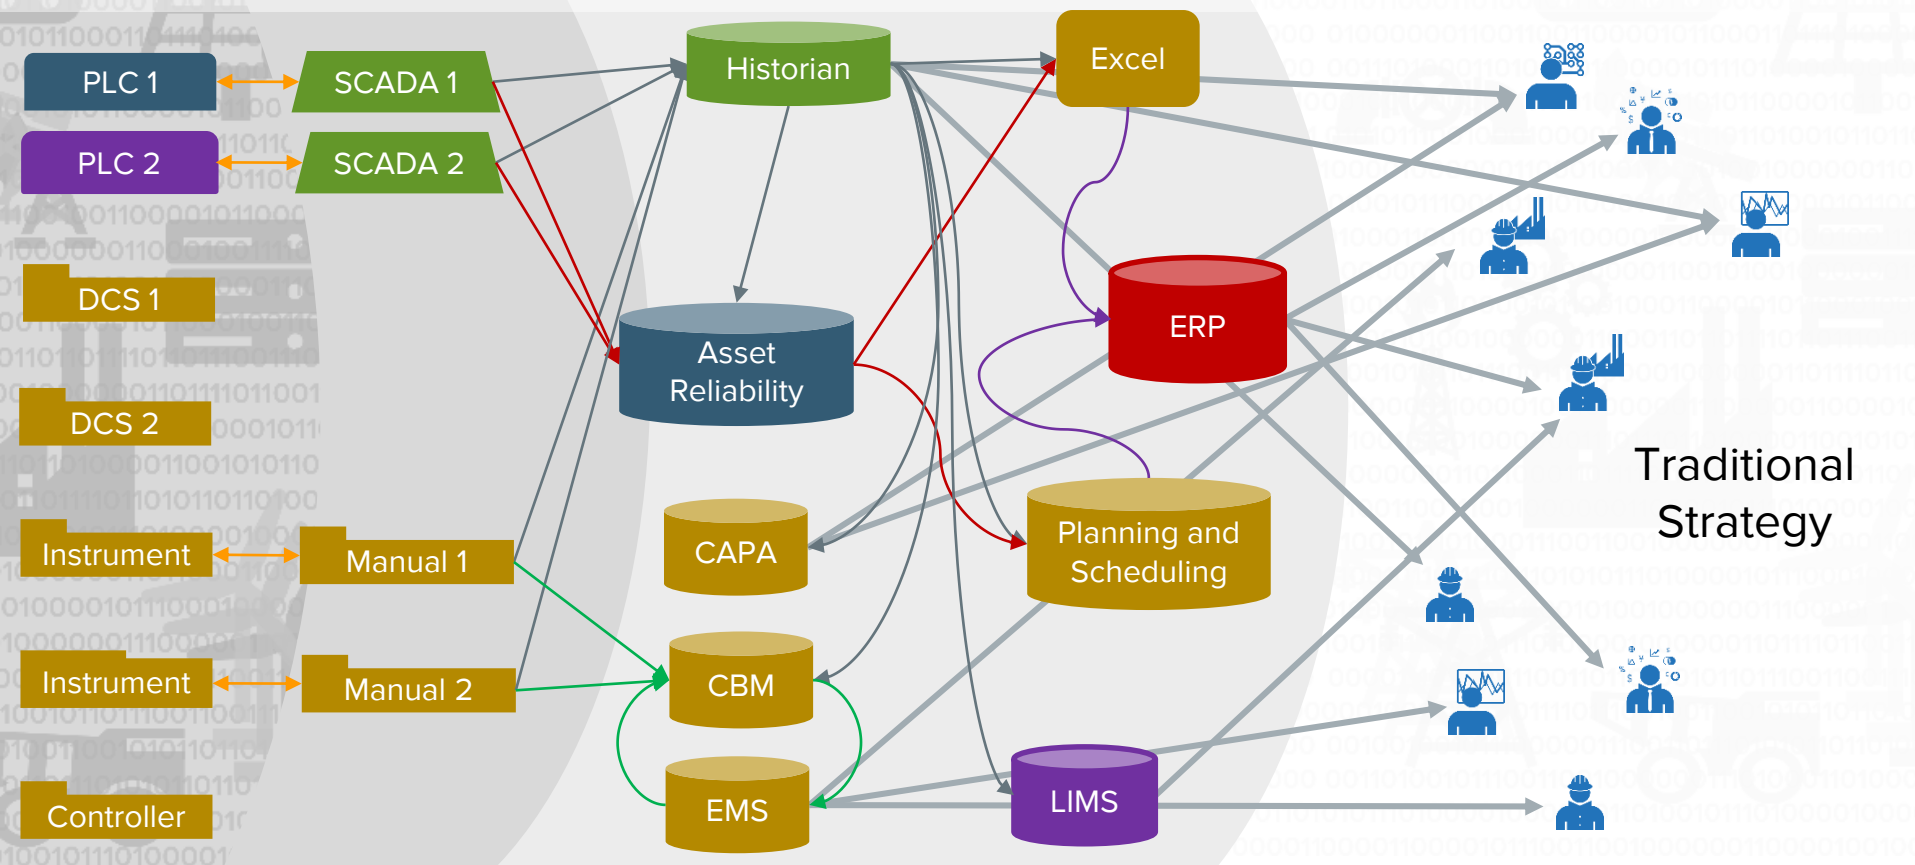 PLC 1
SCADA 1
Historian
Excel
PLC 2
SCADA 2
DCS 1
ERP
Asset
Reliability
DCS 2
Traditional
Strategy
Instrument
Manual 1
CAPA
Planning and
Scheduling
Instrument
Manual 2
CBM
Controller
EMS
LIMS